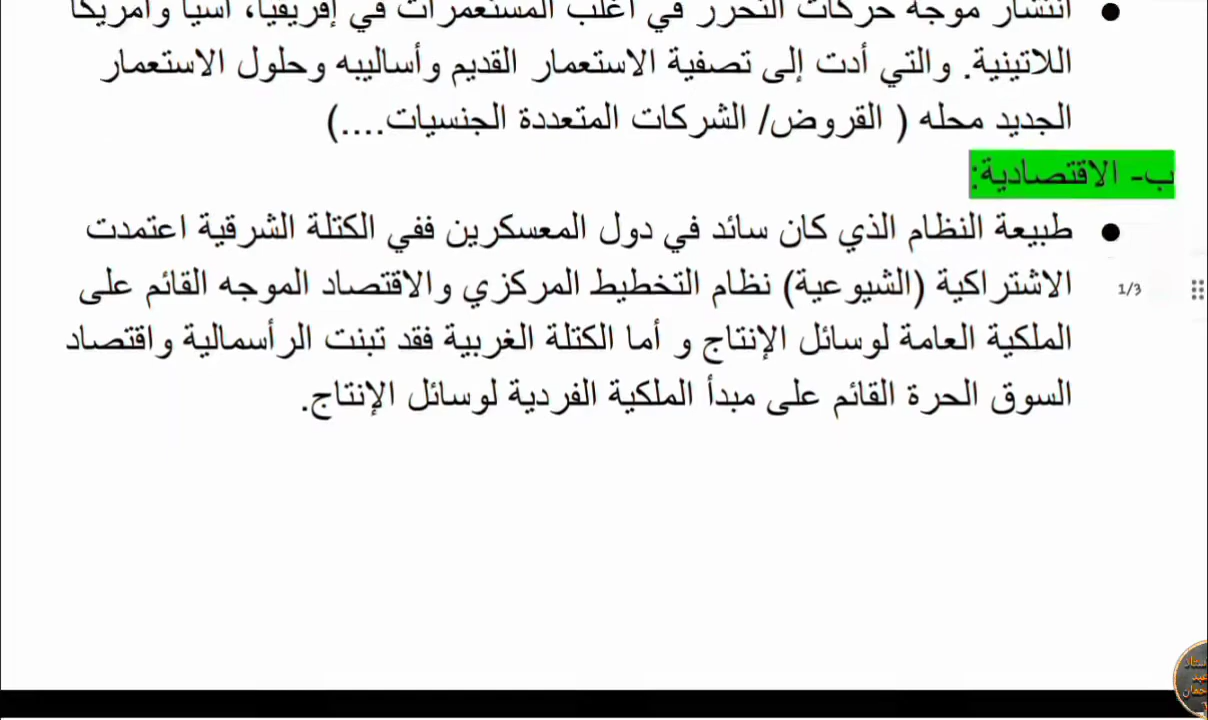 انتشار موجة حركات التحرر في أغلب المستعمرات في إفريقيا، آسيا وأمريكا
اللاتينية. والتي أدت إلى تصفية الاستعمار القديم وأساليبه وحلول الاستعمار
الجديد محله ( القروض/ الشركات المتعددة الجنسيات....)
ب- الاقتصادية:
● طبيعة النظام الذي كان سائد في دول المعسكرين ففي الكتلة الشرقية اعتمدت
الاشتراكية (الشيوعية) نظام التخطيط المركزي والاقتصاد الموجه القائم على
الملكية العامة لوسائل الإنتاج و أما الكتلة الغربية فقد تبنت الرأسمالية واقتصاد
السوق الحرة القائم على مبدأ الملكية الفردية لوسائل الإنتاج.
1/3